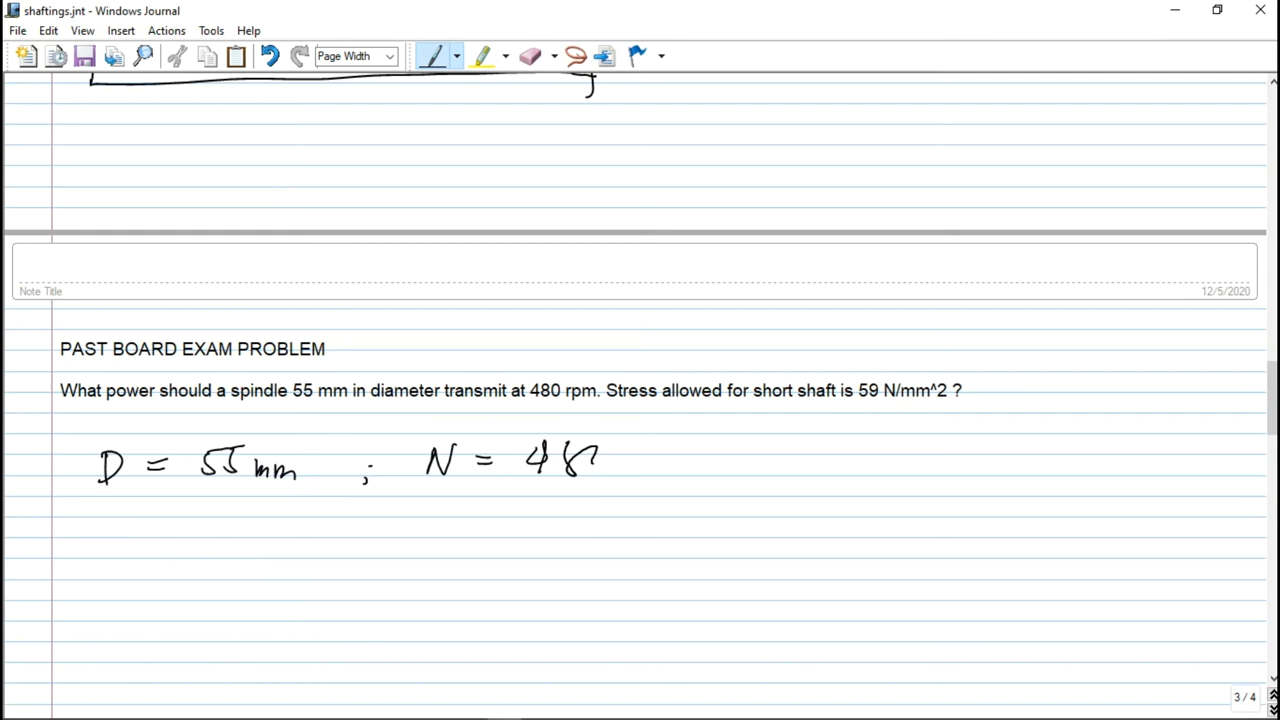 shaftings.jnt - Windows Journal
File Edit View Insert Actions Tools Help
Page Width
Note Title
12/5/2020
PAST BOARD EXAM PROBLEM
What power should a spindle 55 mm in diameter transmit at 480 rpm. Stress allowed for short shaft is 59 N/mm^2 ?
D = 55 mm ; N = 48
3 / 4